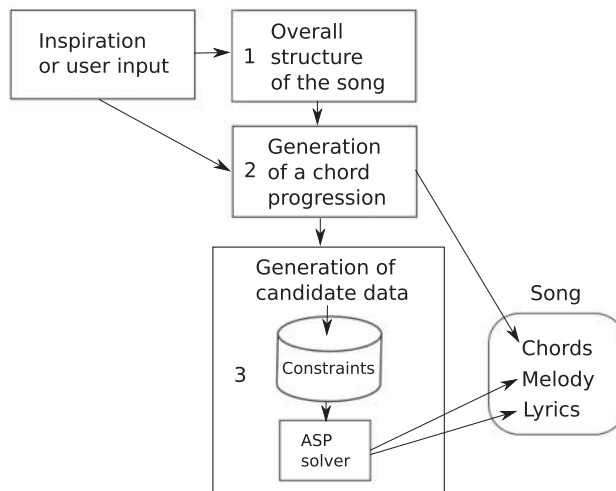 Inspiration
or user input
1
Overall
structure
of the song
2
Generation
of a chord
progression
3
Generation of
candidate data
Constraints
ASP
solver
Song
Chords
Melody
Lyrics